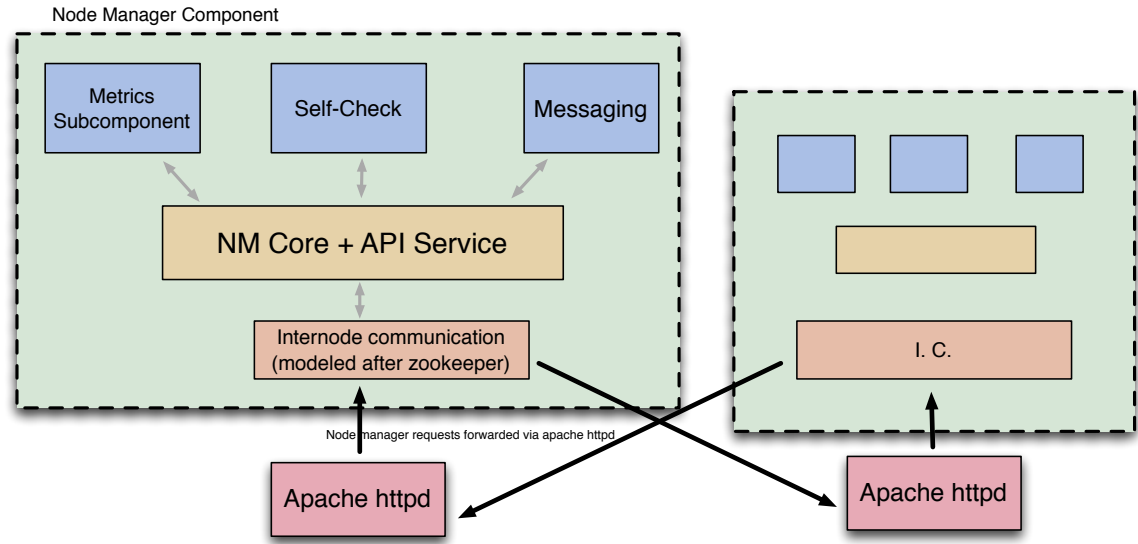 Node Manager Component
Metrics
Subcomponent
Self-Check
Messaging
NM Core + API Service
Internode communication
(modeled after zookeeper)
I. C.
Node manager requests forwarded via apache httpd
Apache httpd
Apache httpd